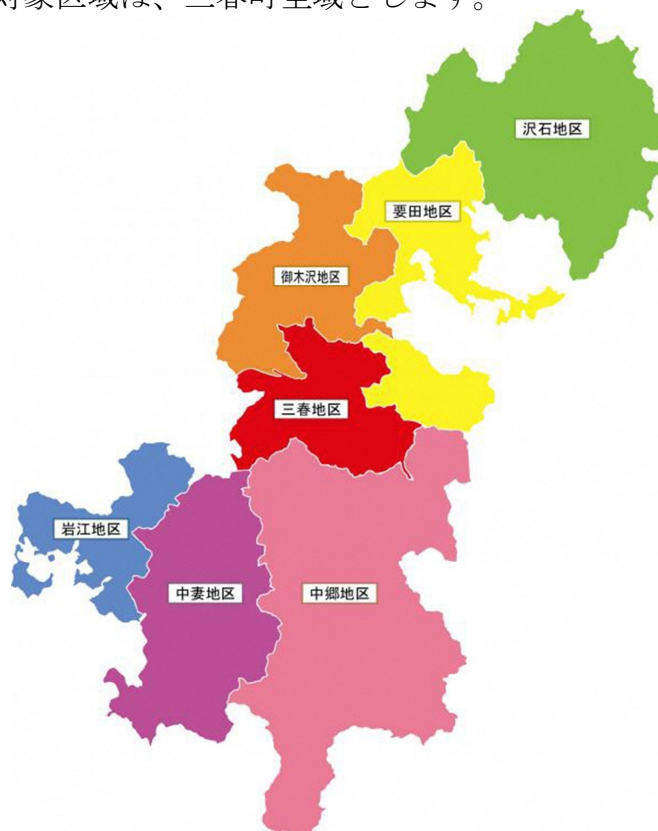 対象区域は、三春町全域とします。
沢石地区
要田地区
御木沢地区
三春地区
岩江地区
中妻地区
中郷地区